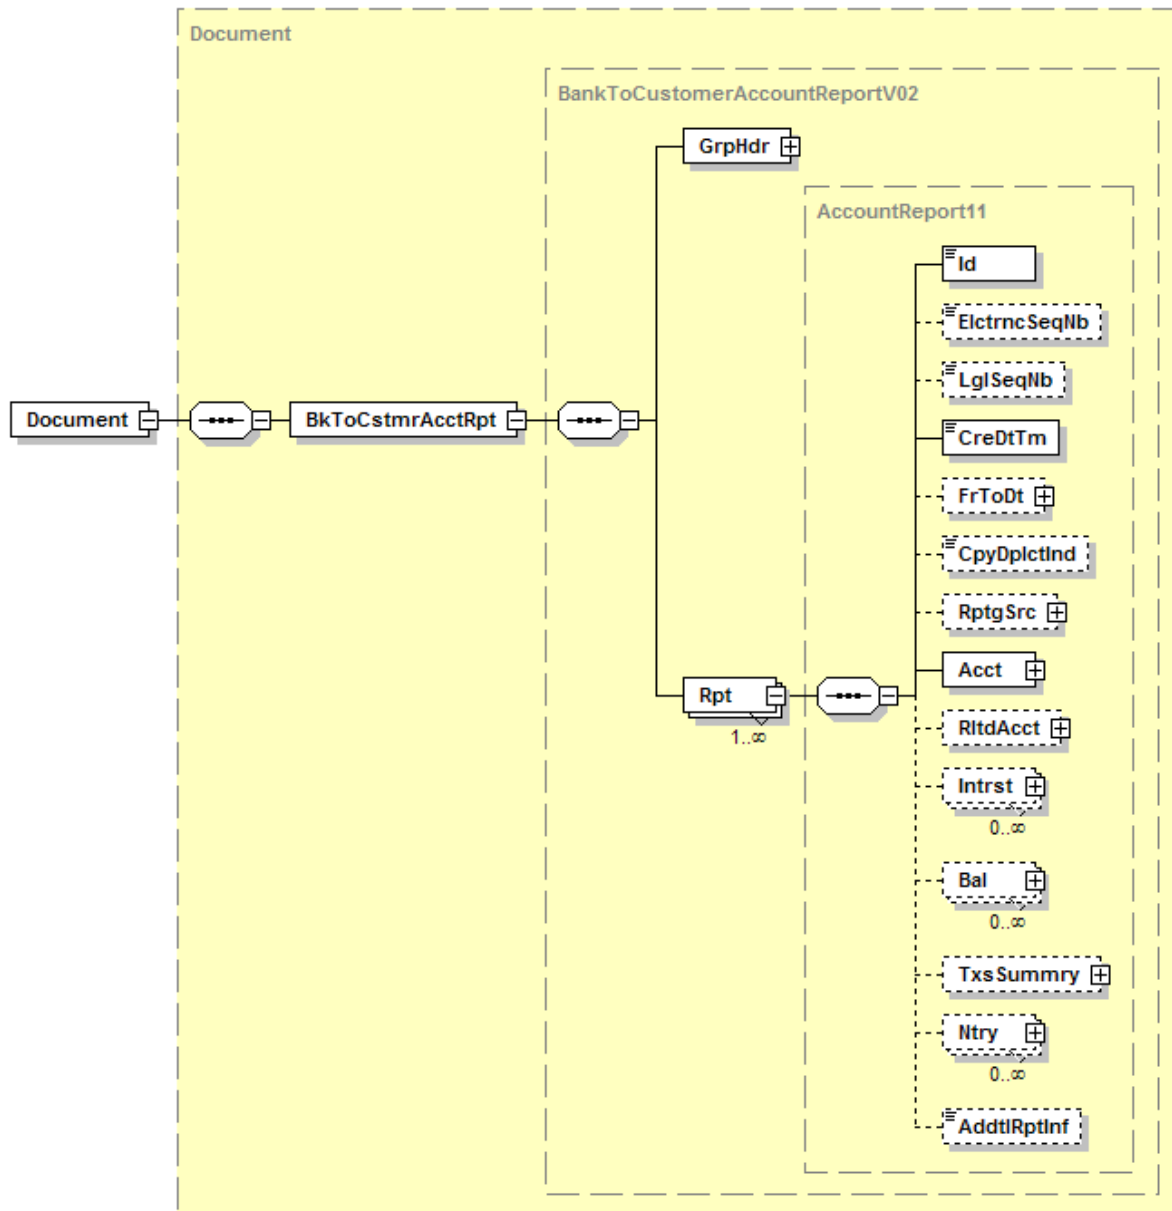 Document
BankToCustomerAccountReportV02
GrpHdr
AccountReport11
Id
ElctrncSeqNb
LglSeqNb
Document
BkToCstmrAcctRpt
CreDtTm
FrToDt
CpyDplctInd
RptgSrc
Acct
Rpt
1..∞
RltdAcct
Intrst
0..∞
Bal
0..∞
TxsSummry
Ntry
0..∞
AddtlRptInf